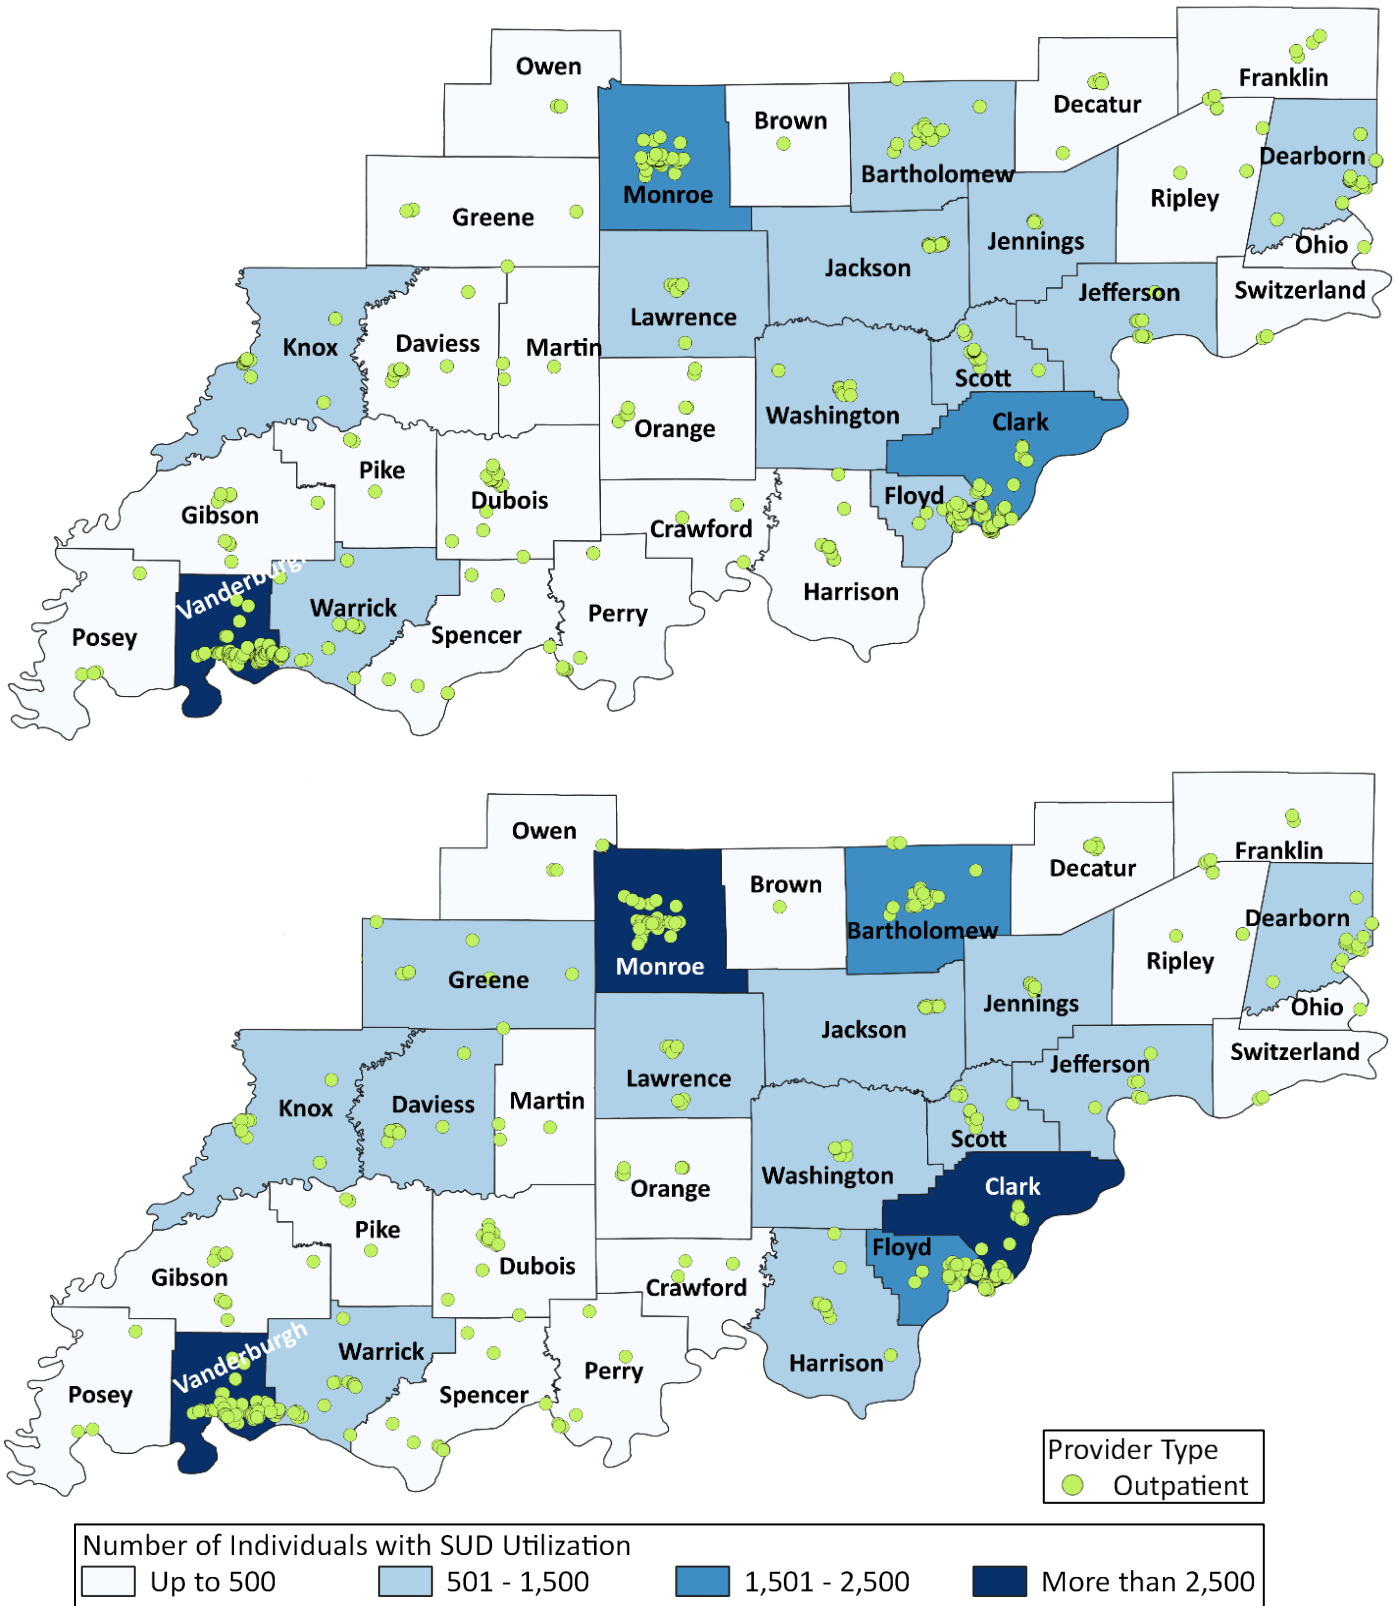 Owen
Franklin
Decatur
Brown
Dearborn
Bartholomew
Monroe
Ripley
Greene
Jennings
Ohio
Jackson
Switzerland
Jefferson
Lawrence
Daviess
Martin
Knox
Scott
Washington
Clark
Orange
Pike
Floyd
Dubois
Gibson
Crawford
Vanderburgh
Harrison
Warrick
Perry
Spencer
Posey
Owen
Franklin
Decatur
Brown
Dearborn
Bartholomew
Ripley
Monroe
Greene
Jennings
Ohio
Jackson
Switzerland
Jefferson
Lawrence
Martin
Daviess
Knox
Scott
Washington
Clark
Orange
Pike
Floyd
Dubois
Gibson
Crawford
Vanderburgh
Warrick
Harrison
Perry
Spencer
Posey
Provider Type
Outpatient
Number of Individuals with SUD Utilization
Up to 500
501 - 1,500
1,501 - 2,500
More than 2,500